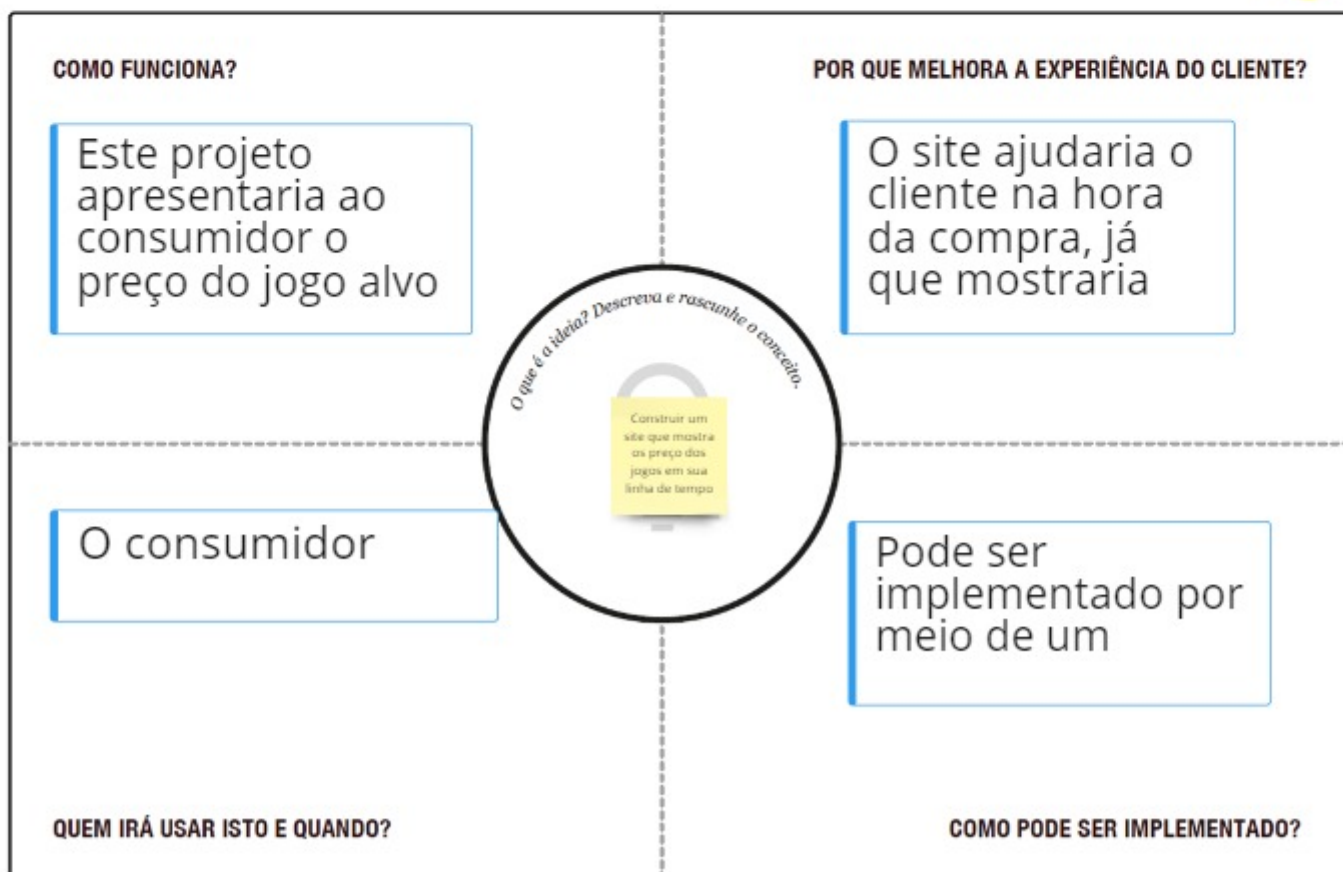 COMO FUNCIONA?
Este projeto
apresentaria ao
consumidor o
preço do jogo alvo
POR QUE MELHORA A EXPERIÊNCIA DO CLIENTE?
O site ajudaria o
cliente na hora
da compra, já
que mostraria
O que é a ideia? Descreva e rascunhe o conceito.
Construir um
site que mostra
os preço dos
jogos em sua
linha de tempo
O consumidor
QUEM IRÁ USAR ISTO E QUANDO?
Pode ser
implementado por
meio de um
COMO PODE SER IMPLEMENTADO?